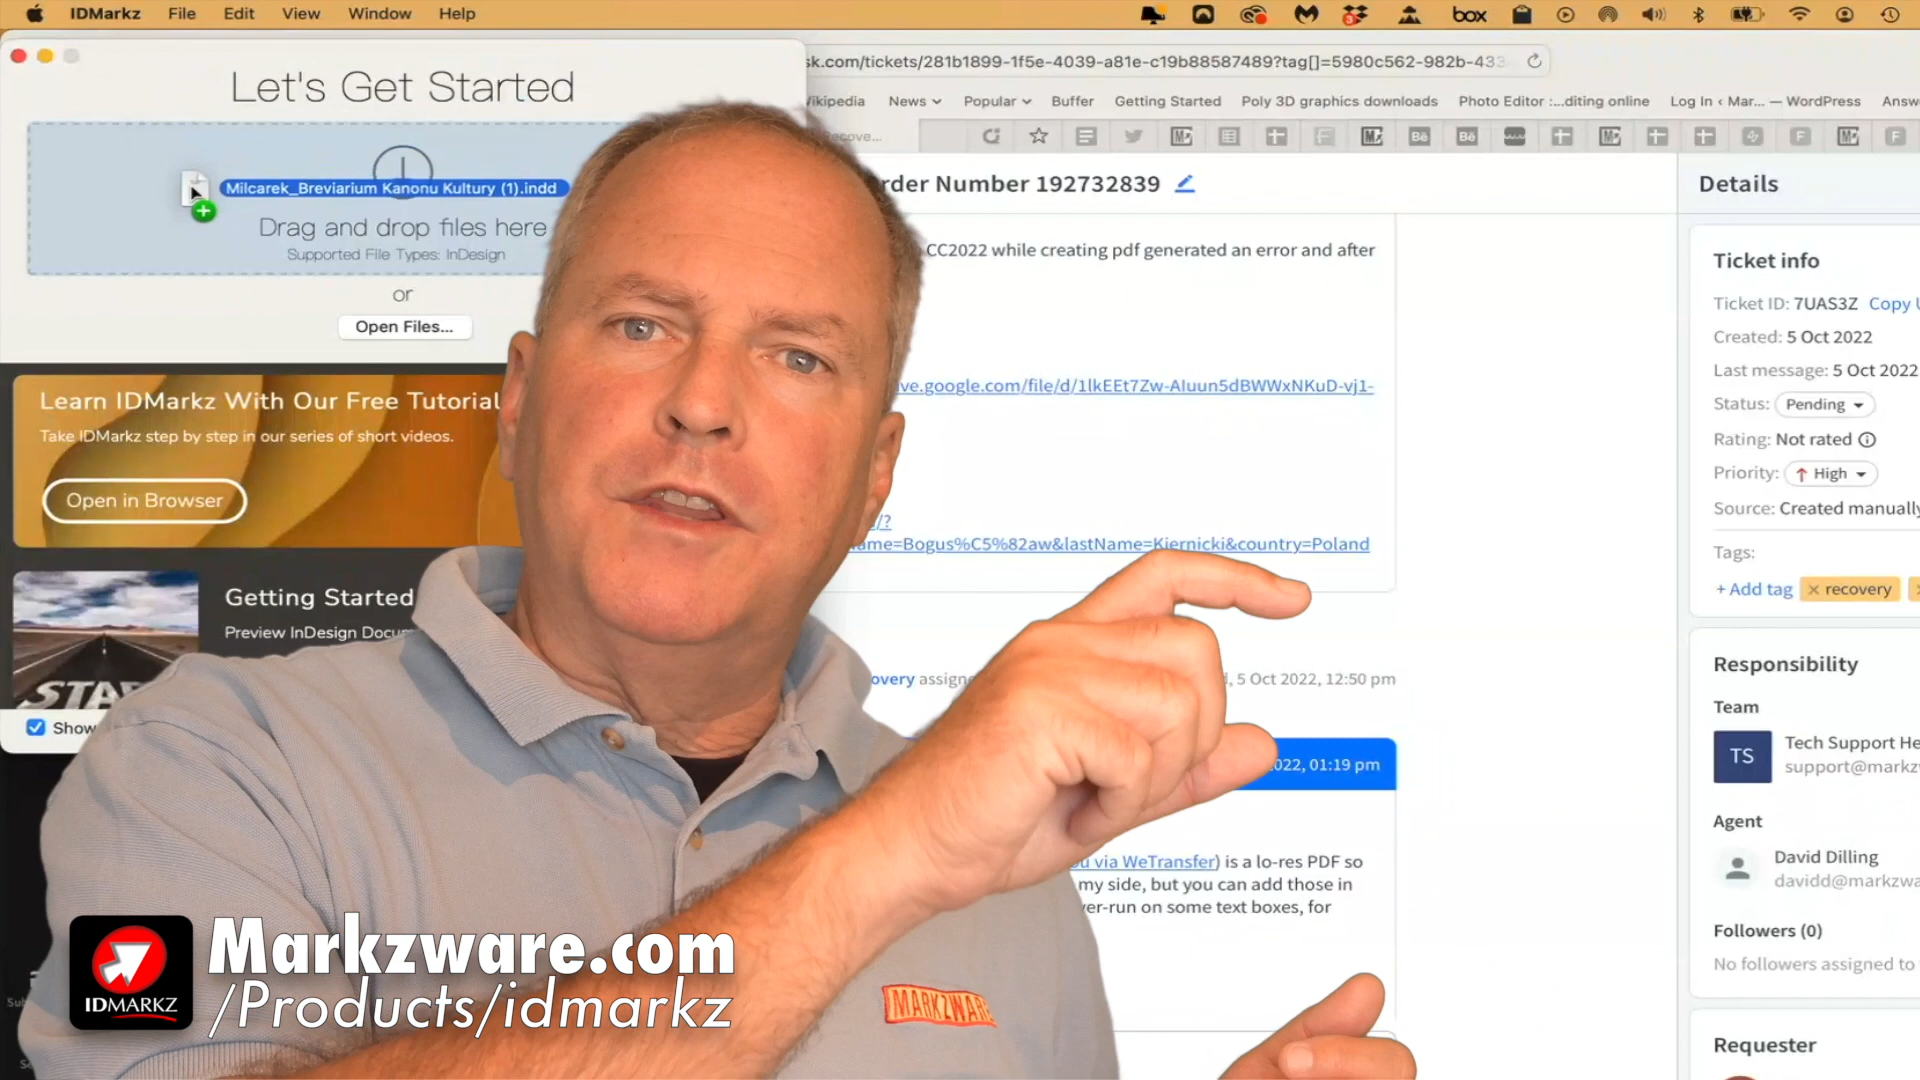 IDMarkz File Edit View Window Help
box
Let's Get Started
Milcarek_Breviarium Kanonu Kultury (1).indd
Drag and drop files here
Supported File Types: InDesign
or
Open Files...
Learn IDMarkz With Our Free Tutorial
Take IDMarkz step by step in our series of short videos.
Open in Browser
Getting Started
Preview InDesign
Show
sk.com/tickets/281b1899-1f5e-4039-a81e-c19b88587489?tag[]=5980c562-982b-433
Wikipedia News Popular Buffer Getting Started Poly 3D graphics downloads Photo Editor :...diting online Log In ‹ Mar... — WordPress
Recove...
rder Number 192732839
CC2022 while creating pdf generated an error and after
ve.google.com/file/d/1lkEEt7Zw-AIuun5dBWWxNKuD-vj1-
/?
ame=Bogus%C5%82aw&lastName=Kiernicki&country=Poland
overy
5 Oct 2022, 12:50 pm
2022, 01:19 pm
u via WeTransfer) is a lo-res PDF so
my side, but you can add those in
er-run on some text boxes, for
Details
Ticket info
Ticket ID: 7UAS3Z Copy
Created: 5 Oct 2022
Last message: 5 Oct 2022
Status: Pending
Rating: Not rated
Priority: High
Source: Created manually
Tags:
+ Add tag × recovery
Responsibility
Team
TS
Tech Support
support@markzw
Agent
David Dilling
davidd@markzwa
Followers (0)
No followers assigned to
Requester
IDMARKZ
Markzware.com
/Products/idmarkz
MARKZWARE